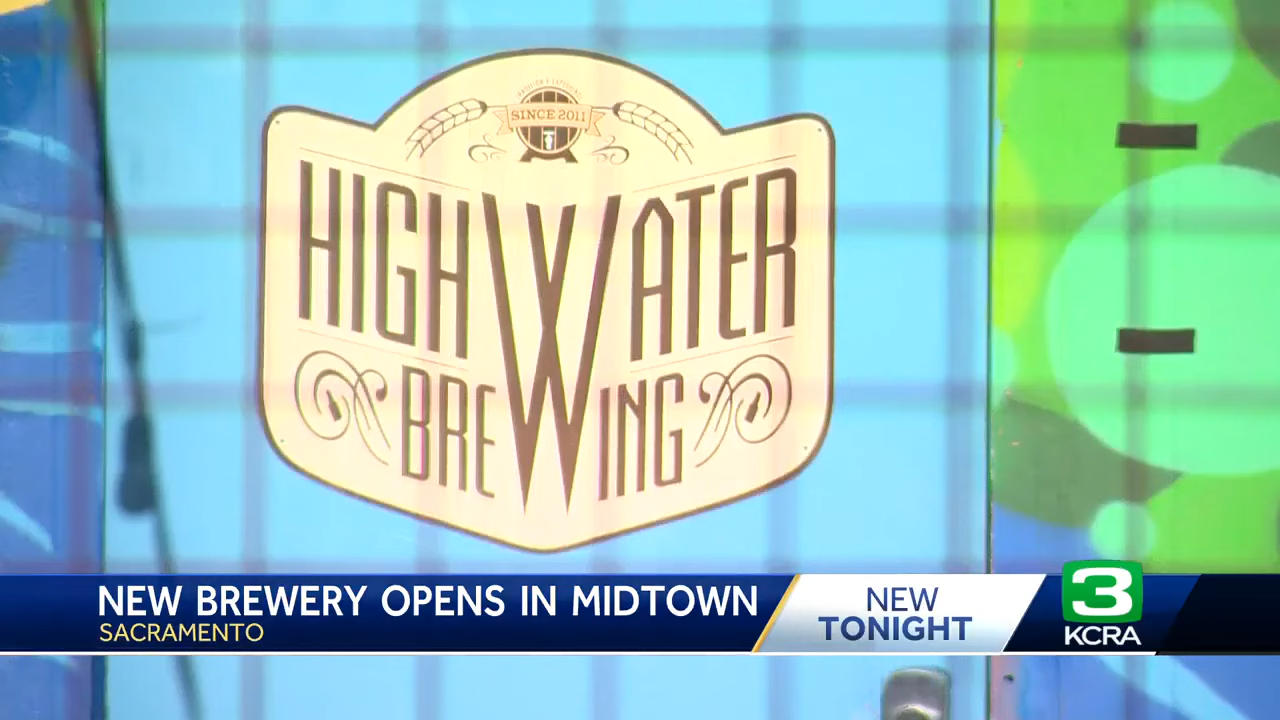 SINCE 2011
HIGH WATER
BREWING
NEW BREWERY OPENS IN MIDTOWN
SACRAMENTO
NEW
TONIGHT
3
KCRA